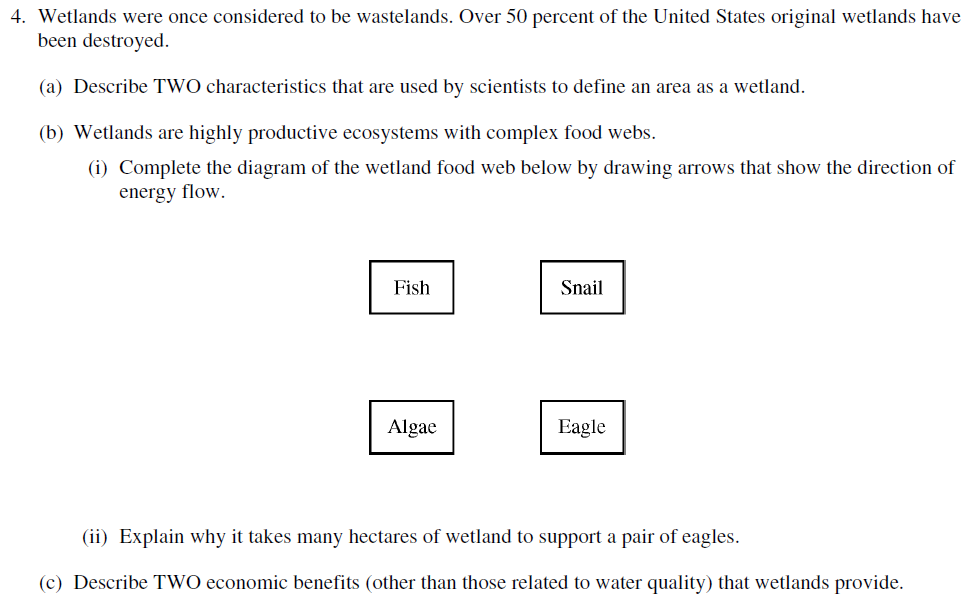 4. Wetlands were once considered to be wastelands. Over 50 percent of the United States original wetlands have
been destroyed.
(a) Describe TWO characteristics that are used by scientists to define an area as a wetland.
(b) Wetlands are highly productive ecosystems with complex food webs.
(i) Complete the diagram of the wetland food web below by drawing arrows that show the direction of
energy flow.
Fish Snail
Algae Eagle
(ii) Explain why it takes many hectares of wetland to support a pair of eagles.
(c) Describe TWO economic benefits (other than those related to water quality) that wetlands provide.